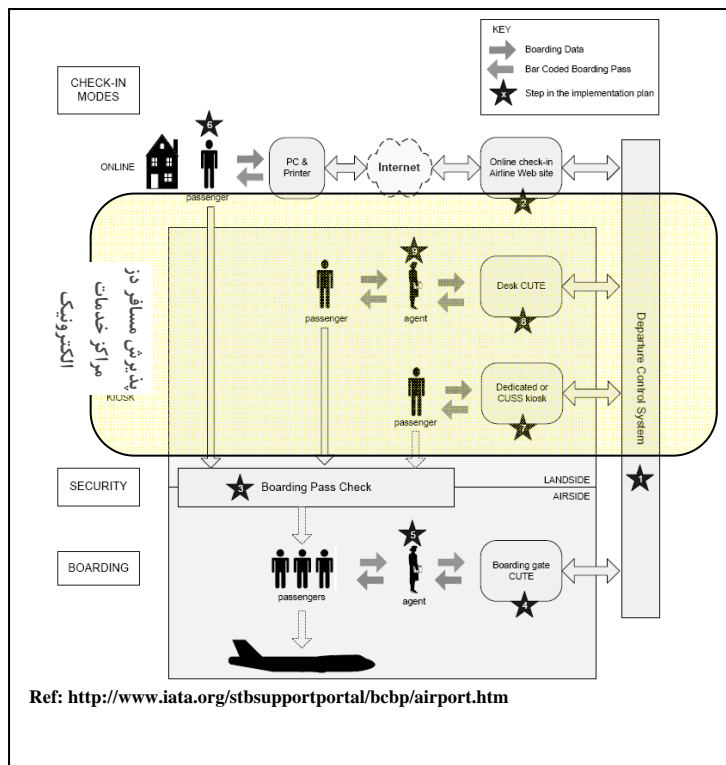 KEY
Boarding Data
Bar Coded Boarding Pass
X Step in the implementation plan
CHECK-IN
MODES
6
ONLINE
passenger
PC &
Printer
Internet
Online check-in
Airline Web site
2
پذیرش مسافر دز
مراکز خدمات
الکترونیک
9
passenger
agent
Desk CUTE
8
KIOSK
passenger
Dedicated or
CUSS kiosk
7
Departure Control System
1
SECURITY
3 Boarding Pass Check
LANDSIDE
AIRSIDE
BOARDING
5
passengers
agent
Boarding gate
CUTE
4
Ref: http://www.iata.org/stbsupportportal/bcbp/airport.htm